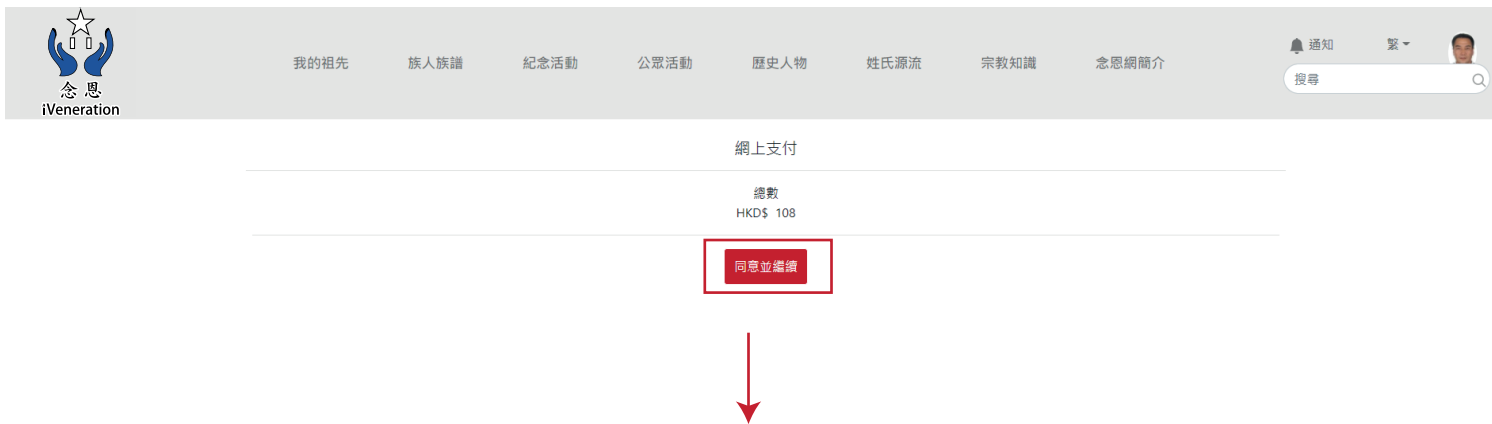 念恩
iVeneration
我的祖先 族人族譜 紀念活動 公眾活動 歷史人物 姓氏源流 宗教知識 念恩網簡介
通知 繁
搜尋
網上支付
總數
HKD$ 108
同意並繼續